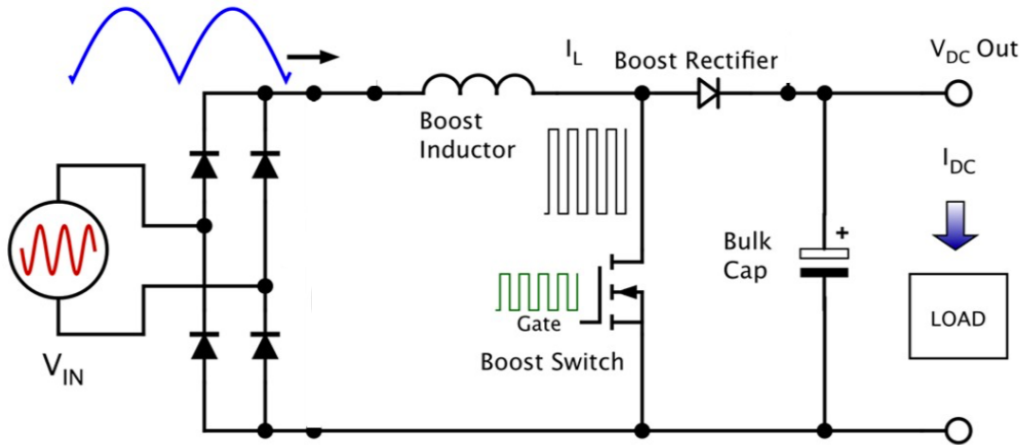 I_L
Boost Rectifier
V_DC Out
Boost
Inductor
I_DC
Bulk
Cap
+
Gate
LOAD
Boost Switch
V_IN